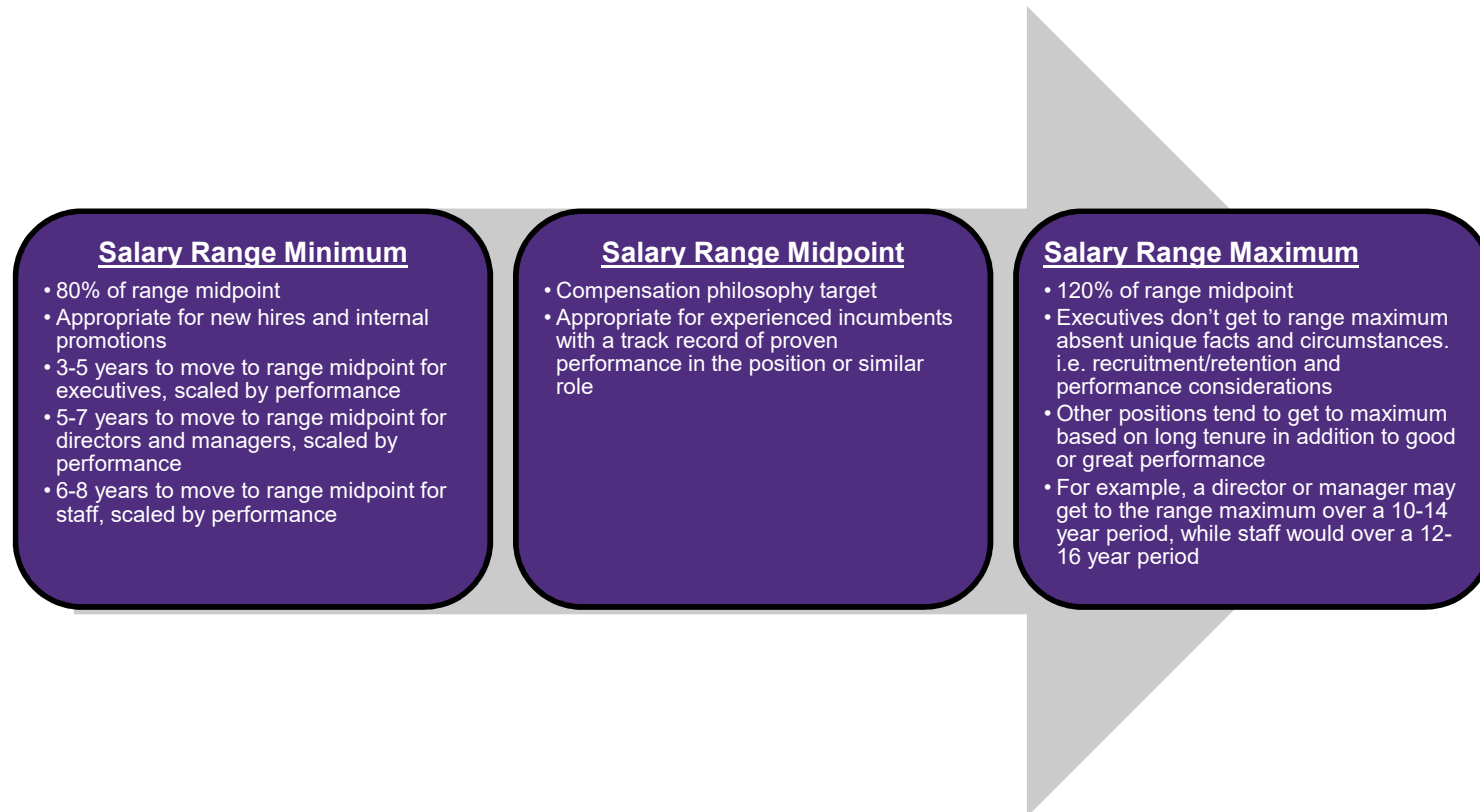 Salary Range Minimum
• 80% of range midpoint
• Appropriate for new hires and internal
promotions
• 3-5 years to move to range midpoint for
executives, scaled by performance
• 5-7 years to move to range midpoint for
directors and managers, scaled by
performance
• 6-8 years to move to range midpoint for
staff, scaled by performance
Salary Range Midpoint
• Compensation philosophy target
• Appropriate for experienced incumbents
with a track record of proven
performance in the position or similar
role
Salary Range Maximum
• 120% of range midpoint
• Executives don’t get to range maximum
absent unique facts and circumstances.
i.e. recruitment/retention and
performance considerations
• Other positions tend to get to maximum
based on long tenure in addition to good
or great performance
• For example, a director or manager may
get to the range maximum over a 10-14
year period, while staff would over a 12-
16 year period